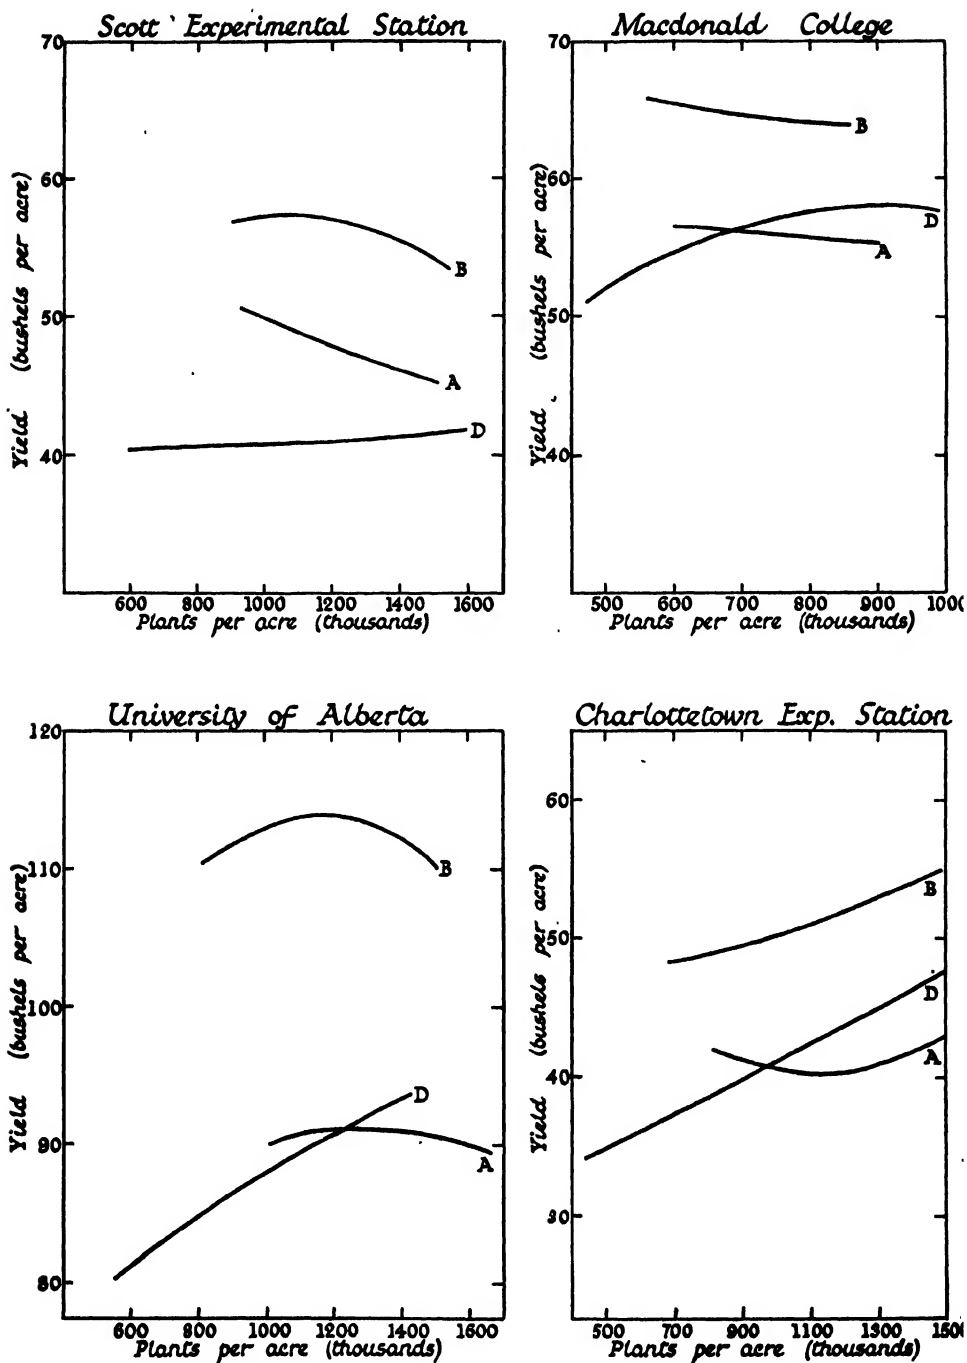 Scott Experimental Station
70
60
50
40
Yield (bushels per acre)
B
A
D
600 800 1000 1200 1400 1600
Plants per acre (thousands)
Macdonald College
70
60
50
40
Yield (bushels per acre)
B
D
A
500 600 700 800 900 1000
Plants per acre (thousands)
University of Alberta
120
110
100
90
80
Yield (bushels per acre)
B
D
A
600 800 1000 1200 1400 1600
Plants per acre (thousands)
Charlottetown Exp. Station
60
50
40
30
Yield (bushels per acre)
B
D
A
500 700 900 1100 1300 1500
Plants per acre (thousands)